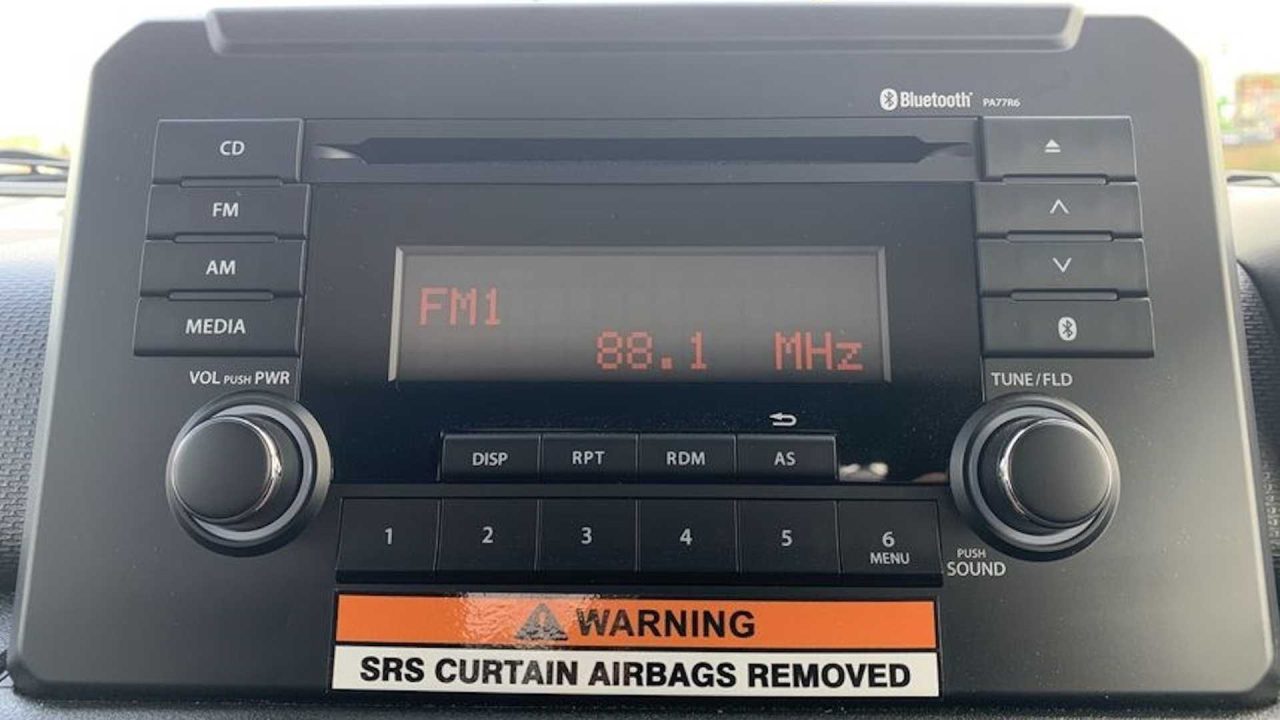 Bluetooth PA77R6
CD
FM
AM
MEDIA
FM1
88.1 MHz
VOL PUSH PWR
TUNE/FLD
DISP RPT RDM AS
1 2 3 4 5 6
MENU
PUSH
SOUND
WARNING
SRS CURTAIN AIRBAGS REMOVED